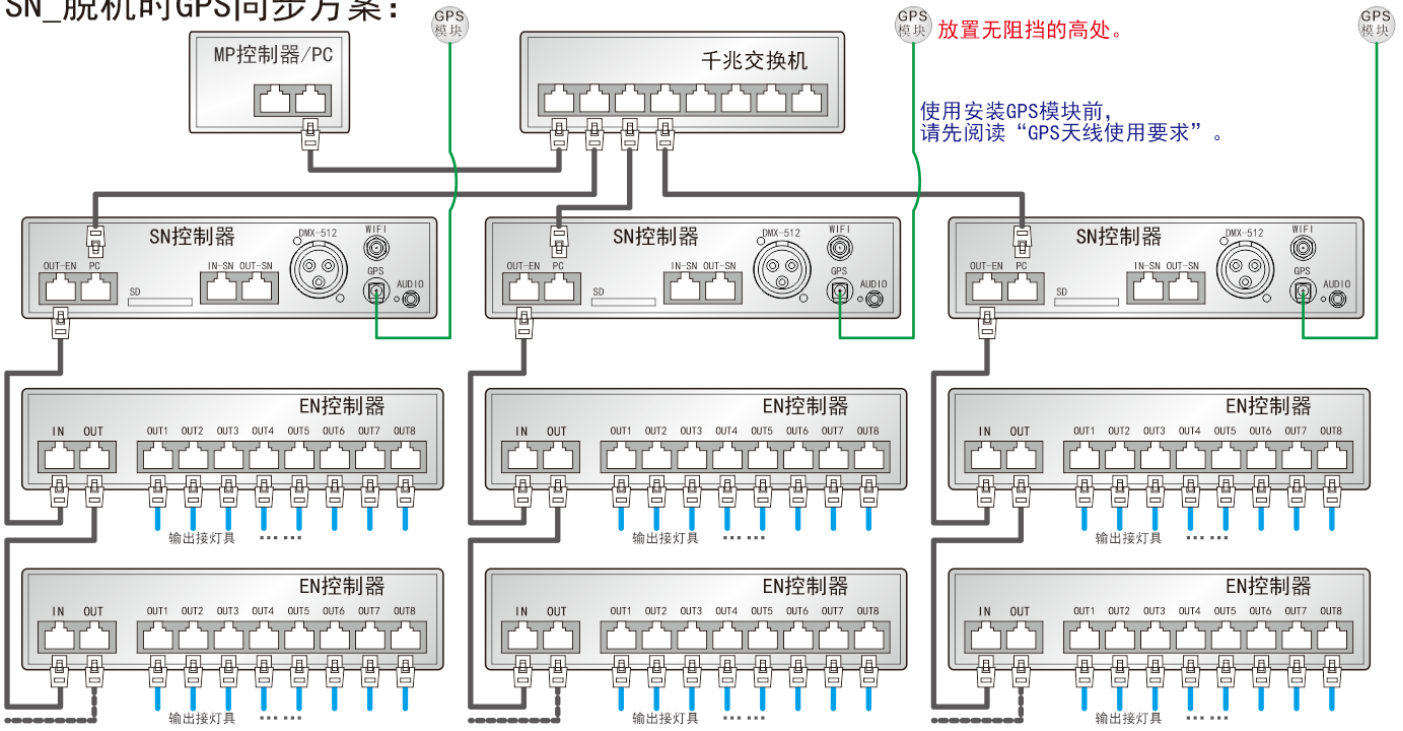 SN_脱机时GPS同步方案:
GPS
模块
GPS
模块
放置无阻挡的高处。
GPS
模块
MP控制器/PC
千兆交换机
使用安装GPS模块前,
请先阅读“GPS天线使用要求”。
SN控制器
DMX-512
WIFI
OUT-EN PC
IN-SN OUT-SN
GPS
AUDIO
SD
SN控制器
DMX-512
WIFI
OUT-EN PC
IN-SN OUT-SN
GPS
AUDIO
SD
SN控制器
DMX-512
WIFI
OUT-EN PC
IN-SN OUT-SN
GPS
AUDIO
SD
EN控制器
IN OUT OUT1 OUT2 OUT3 OUT4 OUT5 OUT6 OUT7 OUT8
输出接灯具 ……
EN控制器
IN OUT OUT1 OUT2 OUT3 OUT4 OUT5 OUT6 OUT7 OUT8
输出接灯具 ……
EN控制器
IN OUT OUT1 OUT2 OUT3 OUT4 OUT5 OUT6 OUT7 OUT8
输出接灯具 ……
EN控制器
IN OUT OUT1 OUT2 OUT3 OUT4 OUT5 OUT6 OUT7 OUT8
输出接灯具 ……
EN控制器
IN OUT OUT1 OUT2 OUT3 OUT4 OUT5 OUT6 OUT7 OUT8
输出接灯具 ……
EN控制器
IN OUT OUT1 OUT2 OUT3 OUT4 OUT5 OUT6 OUT7 OUT8
输出接灯具 ……